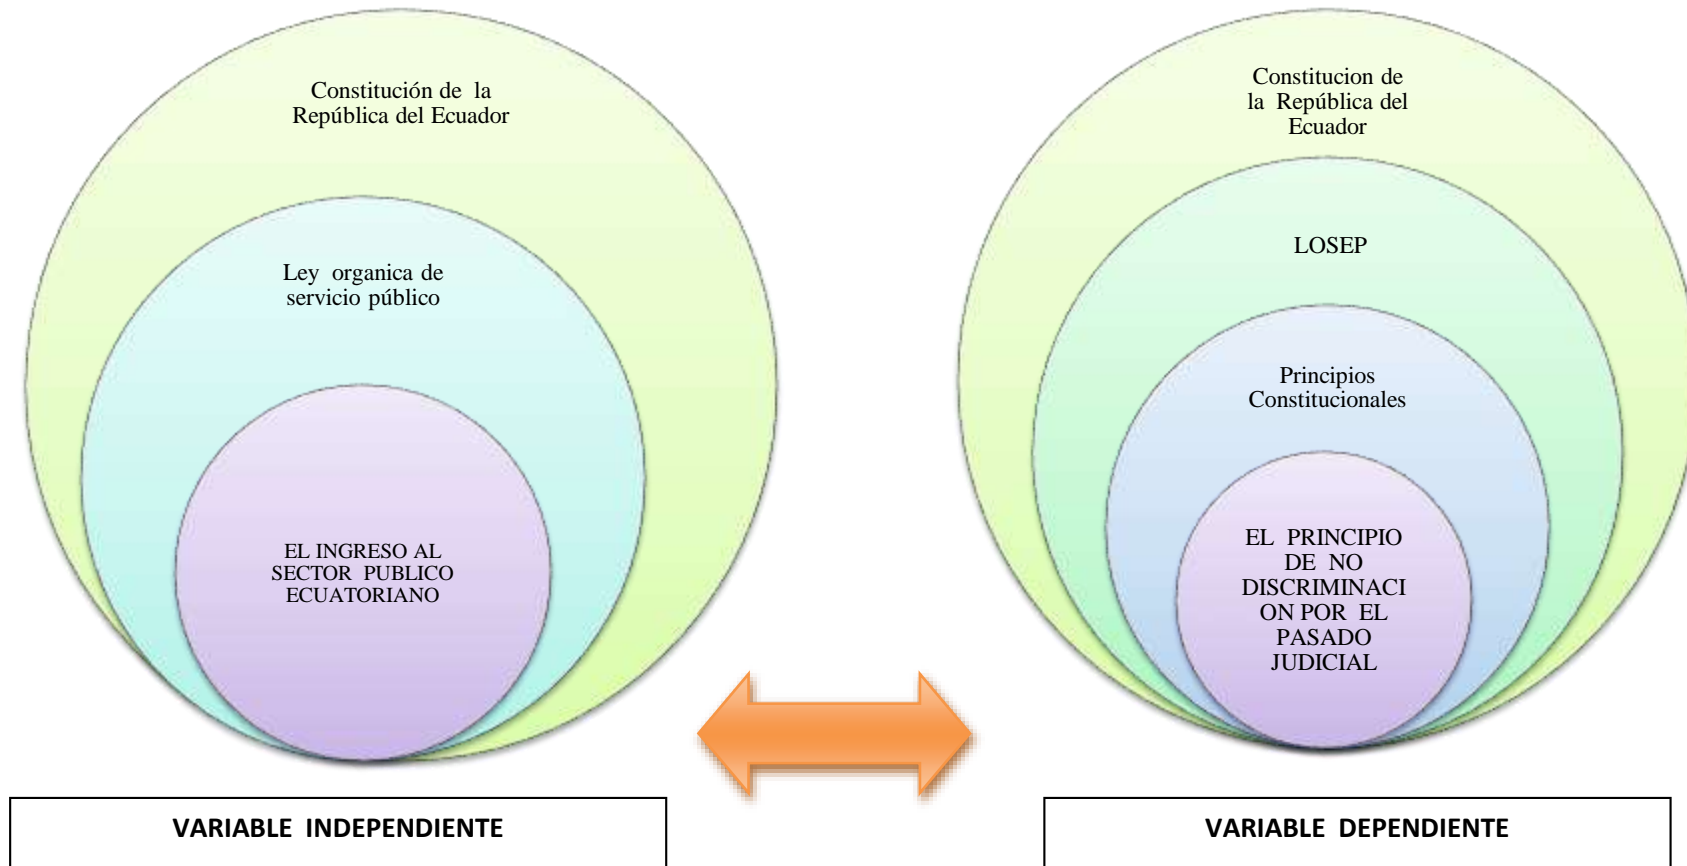 Constitución de la
República del Ecuador
Ley organica de
servicio público
EL INGRESO AL
SECTOR PUBLICO
ECUATORIANO
VARIABLE INDEPENDIENTE
Constitucion de
la República del
Ecuador
LOSEP
Principios
Constitucionales
EL PRINCIPIO
DE NO
DISCRIMINACI
ON POR EL
PASADO
JUDICIAL
VARIABLE DEPENDIENTE